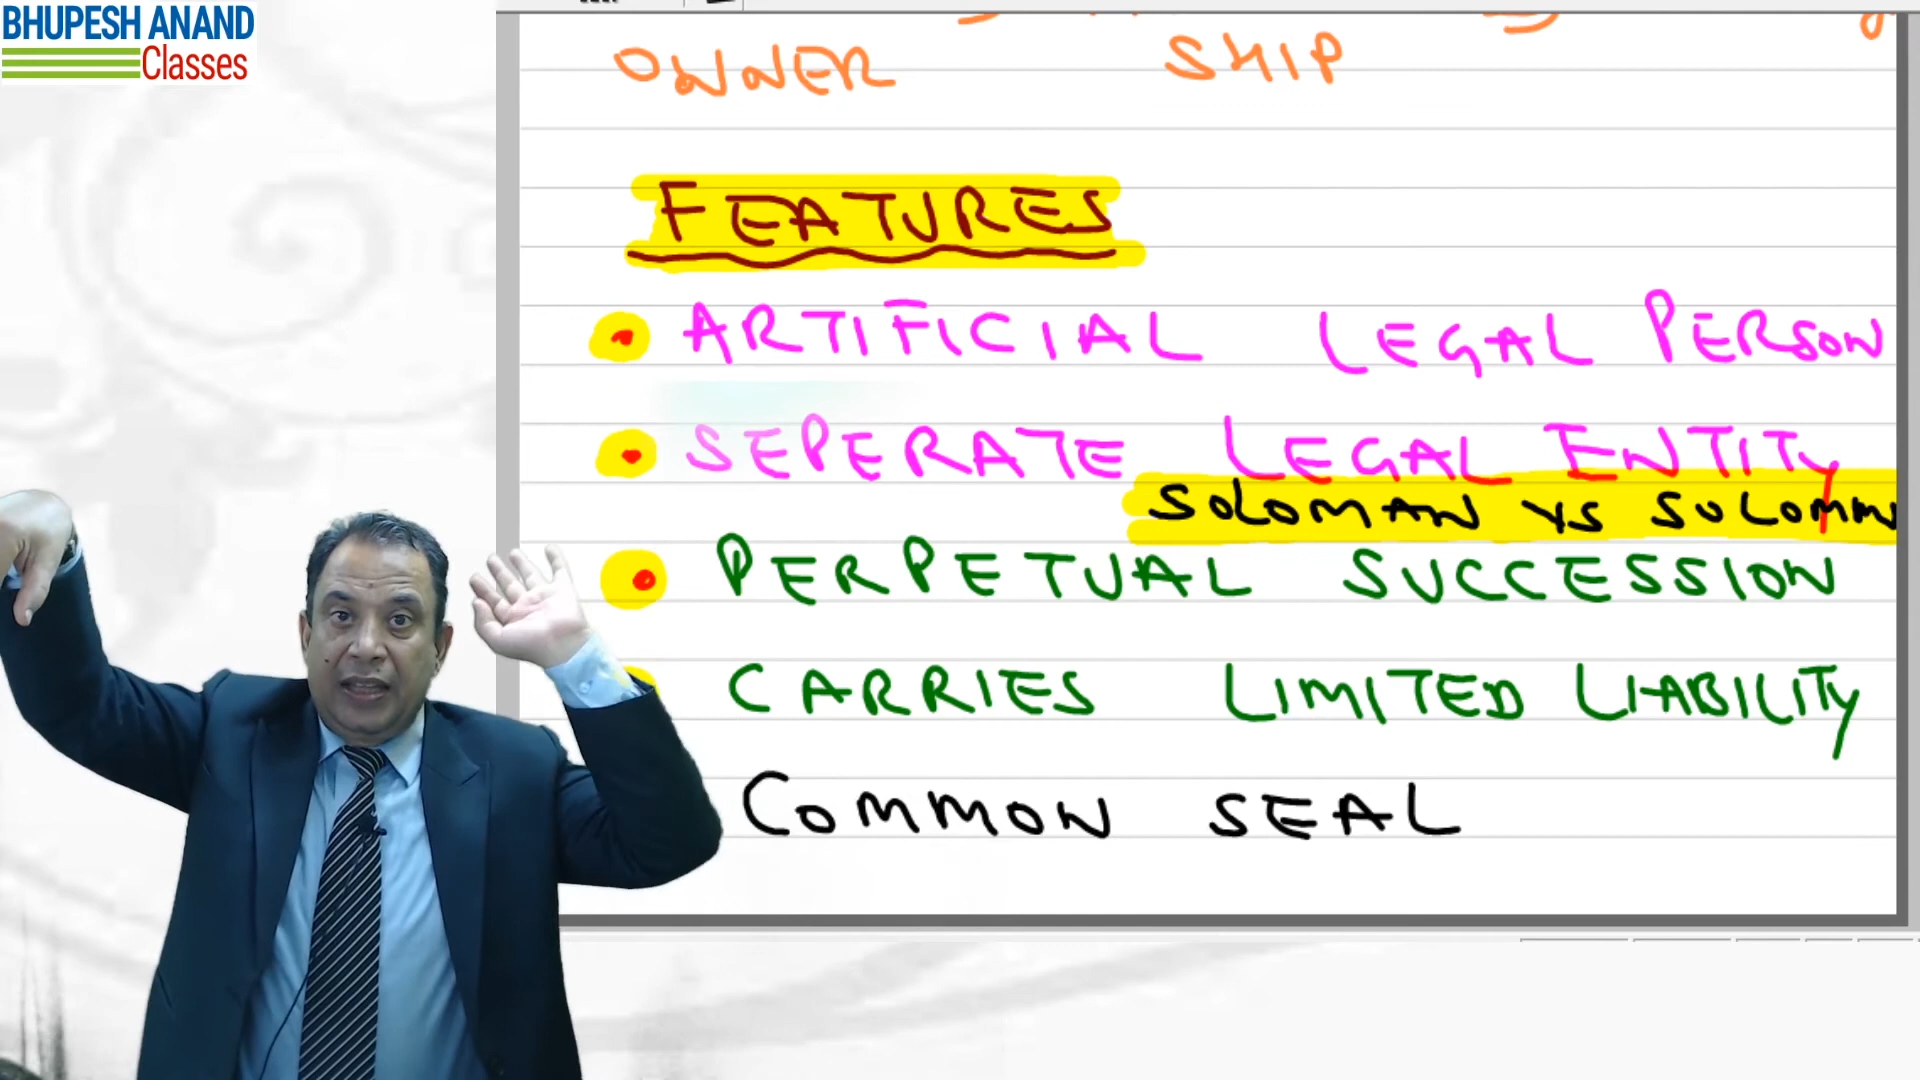 BHUPESH ANAND
Classes
OWNER SHIP
FEATURES
ARTIFICIAL LEGAL PERSON
SEPERATE LEGAL ENTITY
SOLOMAN VS
PERPETUAL SUCCESSION
CARRIES LIMITED LIABILITY
COMMON SEAL